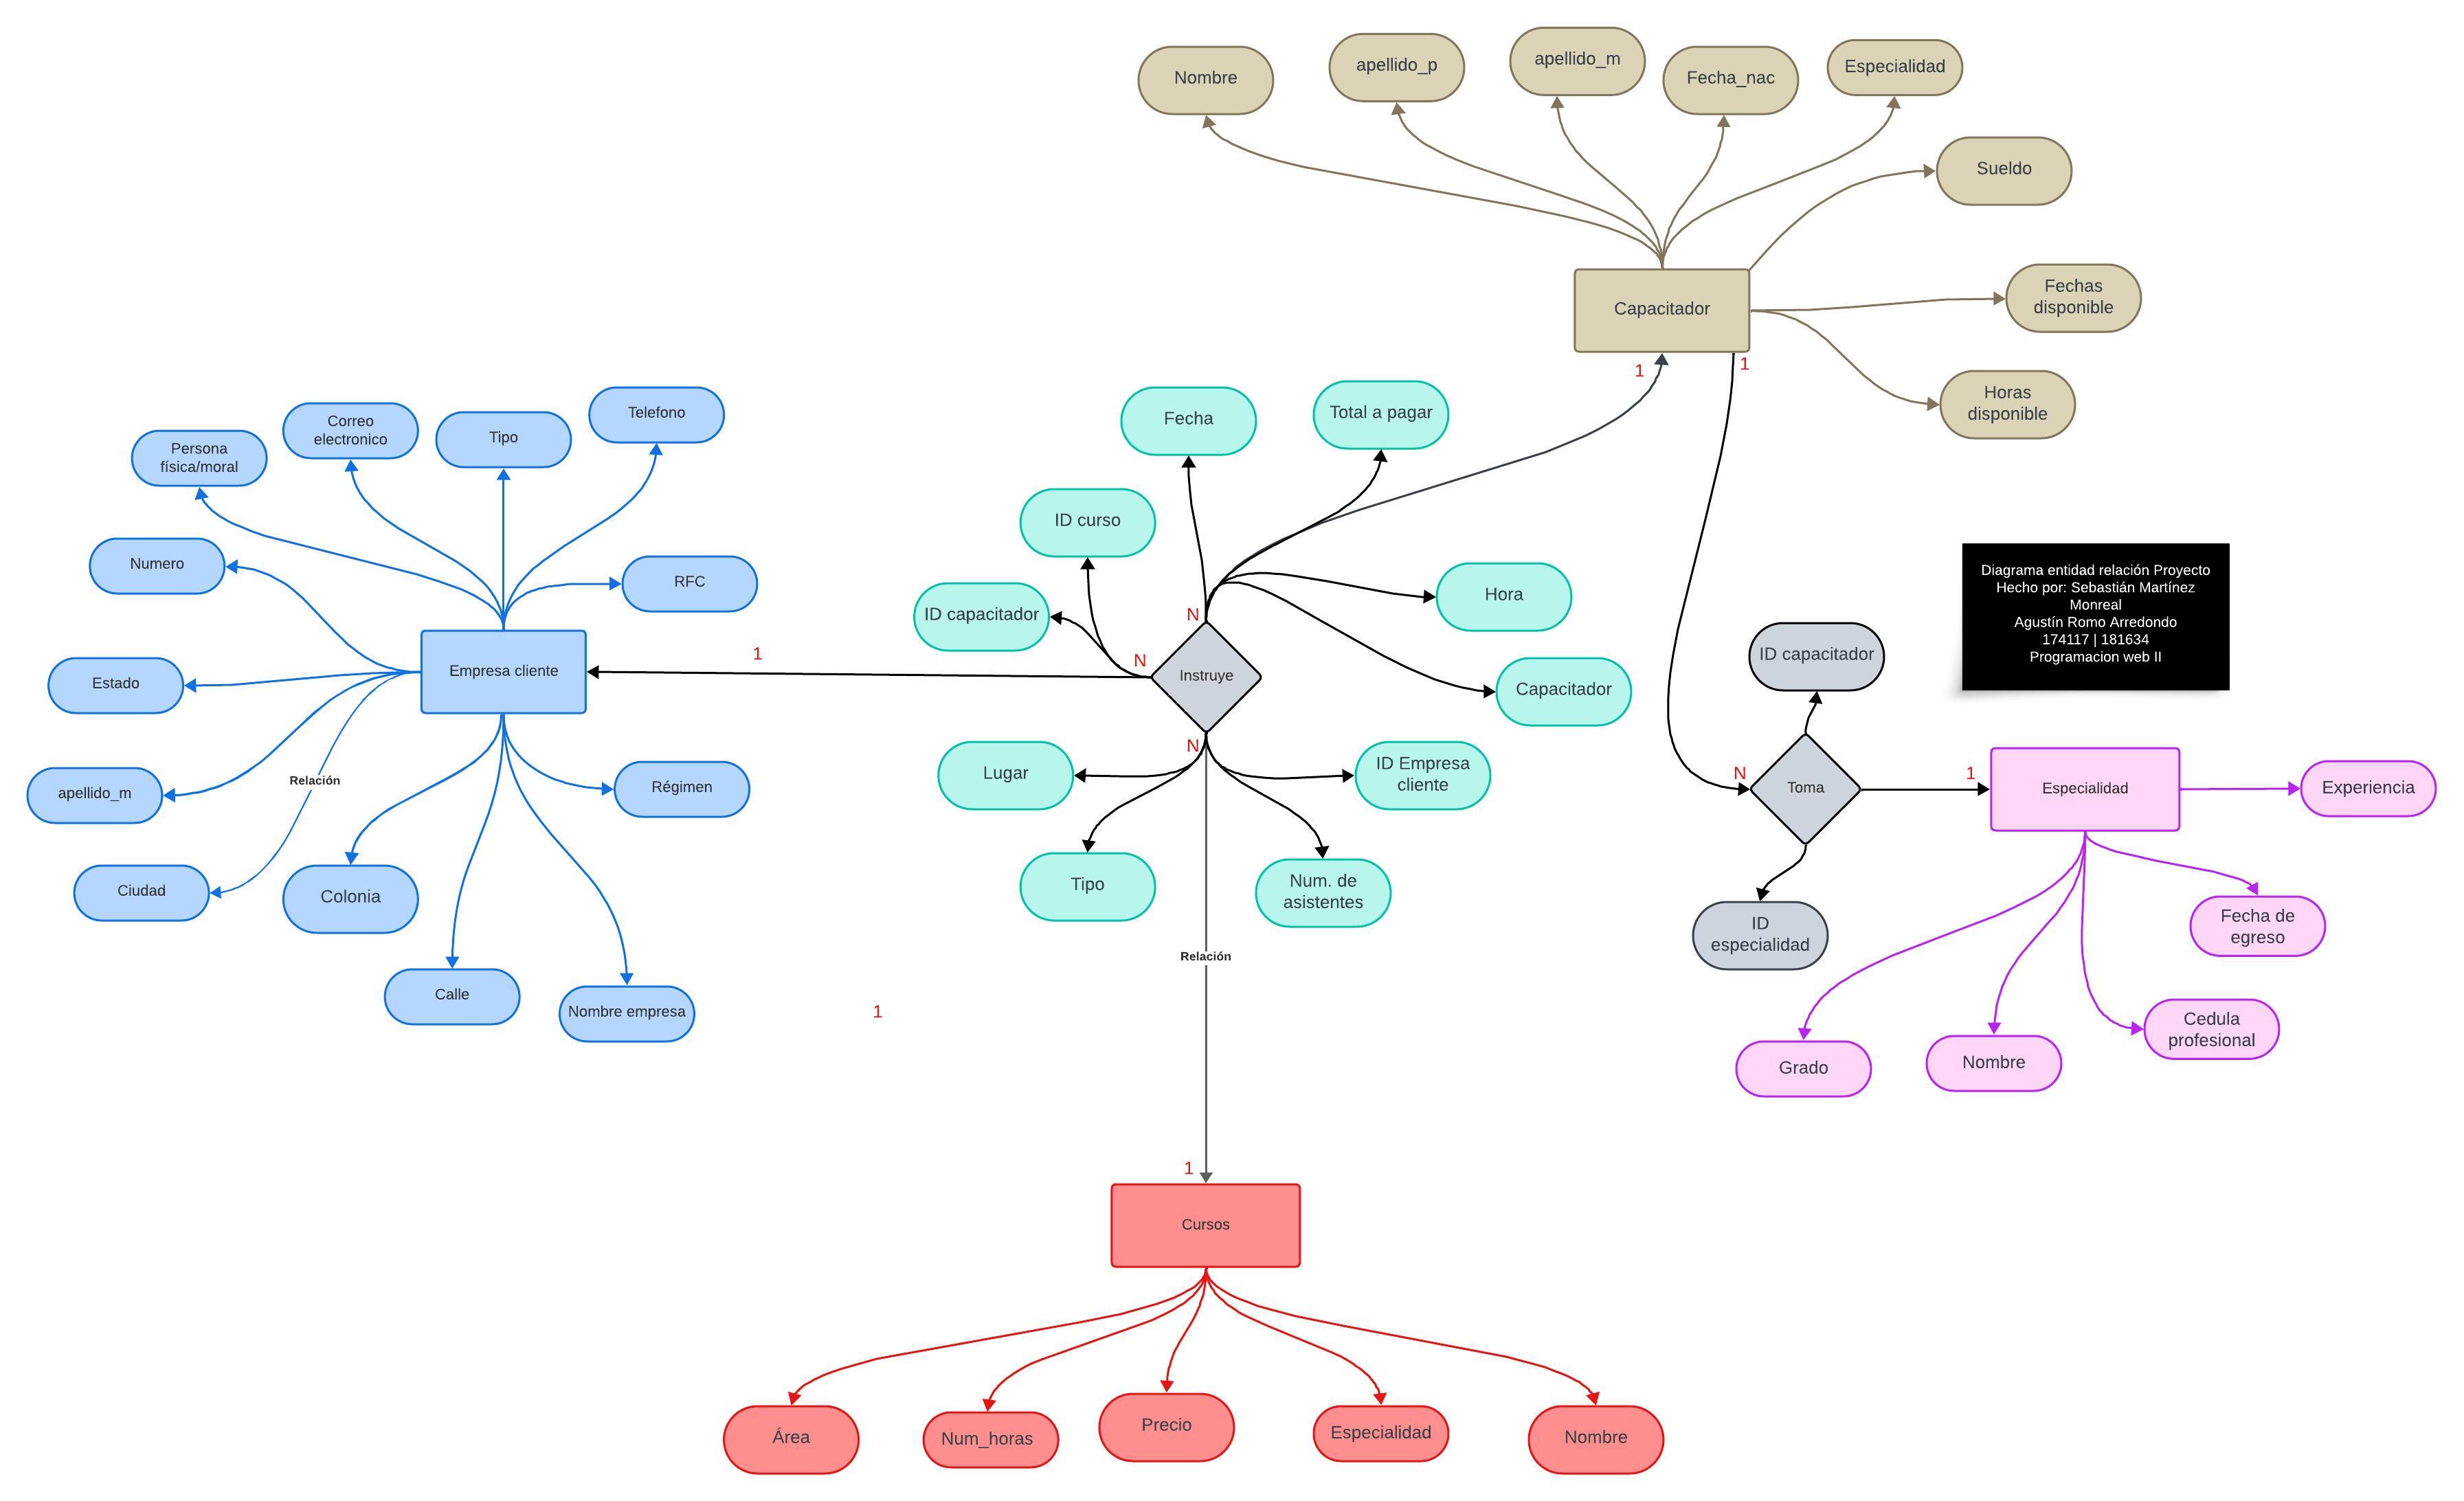 Nombre
apellido_p
apellido_m
Fecha_nac
Especialidad
Sueldo
Capacitador
Fechas
disponible
Horas
disponible
1
1
Fecha
Total a pagar
ID curso
ID capacitador
Hora
Capacitador
N
N
Instruye
N
Lugar
ID Empresa
cliente
Tipo
Num. de
asistentes
Relación
1
Persona
física/moral
Correo
electronico
Tipo
Telefono
Numero
RFC
Empresa cliente
1
Estado
apellido_m
Relación
Ciudad
Colonia
Calle
Nombre empresa
Régimen
1
Diagrama entidad relación Proyecto
Hecho por: Sebastián Martínez
Monreal
Agustín Romo Arredondo
174117 | 181634
Programacion web II
ID capacitador
N
Toma
1
Especialidad
Experiencia
ID
especialidad
Fecha de
egreso
Cedula
profesional
Grado
Nombre
Cursos
Área
Num_horas
Precio
Especialidad
Nombre